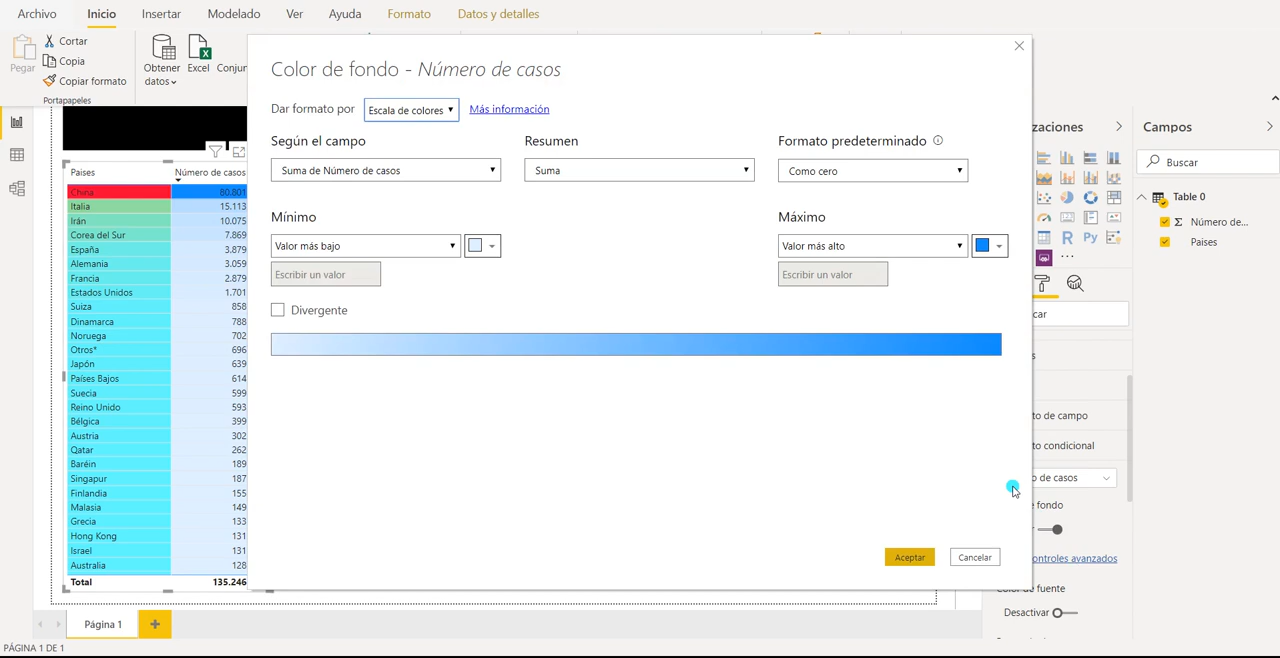 Archivo Inicio Insertar Modelado Ver Ayuda Formato Datos y detalles
Pegar
Cortar
Copia
Copiar formato
Portapapeles
Obtener datos
Excel
Conjun
Color de fondo - Número de casos
Dar formato por Escala de colores Más información
Según el campo Resumen Formato predeterminado
Suma de Número de casos Suma Como cero
Mínimo Máximo
Valor más bajo Valor más alto
Escribir un valor Escribir un valor
Divergente
Aceptar Cancelar
Paises Número de casos
China 80.801
Italia 15.113
Irán 10.075
Corea del Sur 7.869
España 3.879
Alemania 3.059
Francia 2.879
Estados Unidos 1.701
Suiza 858
Dinamarca 788
Noruega 702
Otros* 696
Japón 639
Países Bajos 614
Suecia 599
Reino Unido 593
Bélgica 399
Austria 302
Qatar 262
Baréin 189
Singapur 187
Finlandia 155
Malasia 149
Grecia 133
Hong Kong 131
Israel 131
Australia 128
Total 135.246
zaciones
R Py
car
s
to de campo
to condicional
o de casos
e fondo
ontroles avanzados
Color de fuente
Desactivar
Campos
Buscar
Table 0
Σ Número de...
Paises
Página 1
PÁGINA 1 DE 1